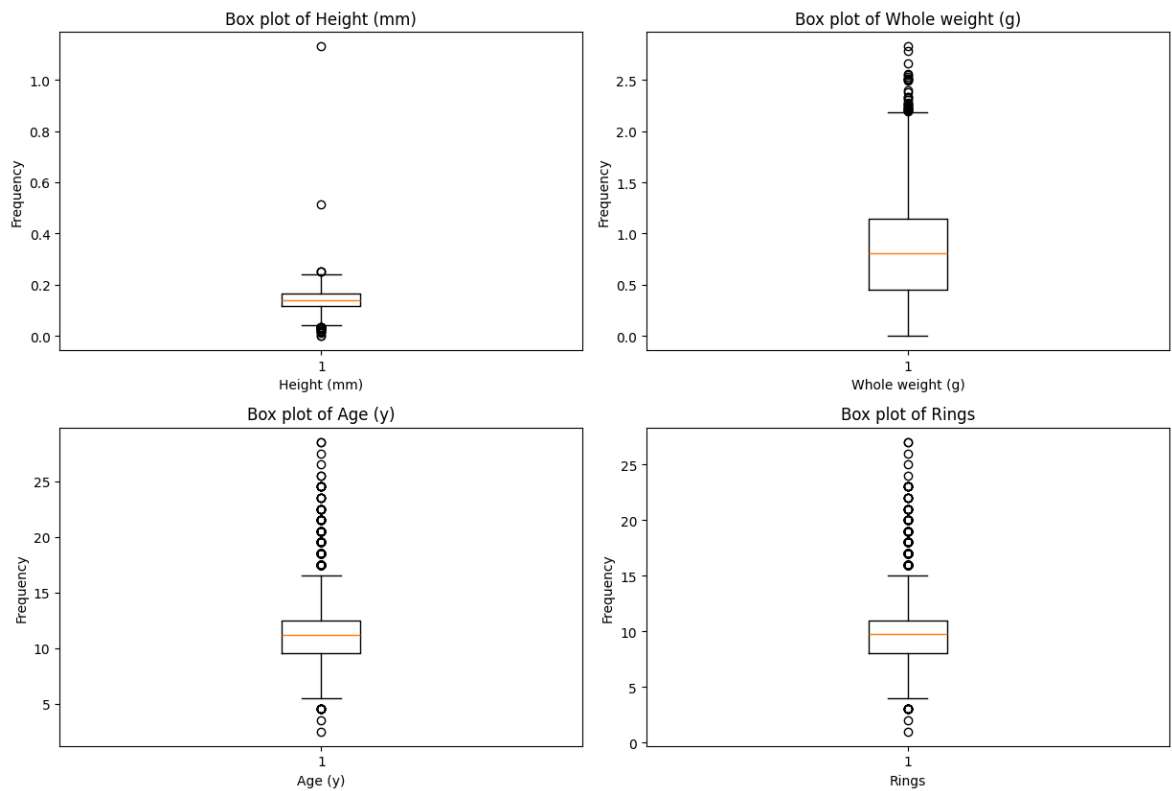 Box plot of Height (mm)
Frequency
1.0
0.8
0.6
0.4
0.2
0.0
1
Height (mm)
Box plot of Whole weight (g)
Frequency
2.5
2.0
1.5
1.0
0.5
0.0
1
Whole weight (g)
Box plot of Age (y)
Frequency
25
20
15
10
5
1
Age (y)
Box plot of Rings
Frequency
25
20
15
10
5
0
1
Rings